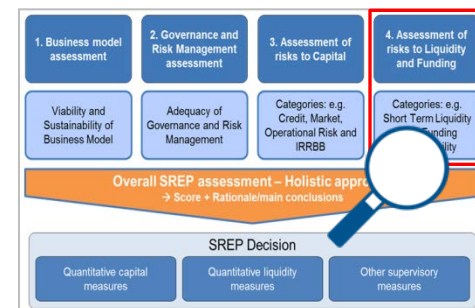 1. Business model
assessment
2. Governance and
Risk Management
assessment
3. Assessment of
risks to Capital
4. Assessment of
risks to Liquidity
and Funding
Viability and
Sustainability of
Business Model
Adequacy of
Governance and Risk
Management
Categories: e.g.
Credit, Market,
Operational Risk and
IRRBB
Categories: e.g.
Short Term Liquidity
Overall SREP assessment – Holistic
→ Score + Rationale/main conclusions
SREP Decision
Quantitative capital
measures
Quantitative liquidity
measures
Other supervisory
measures